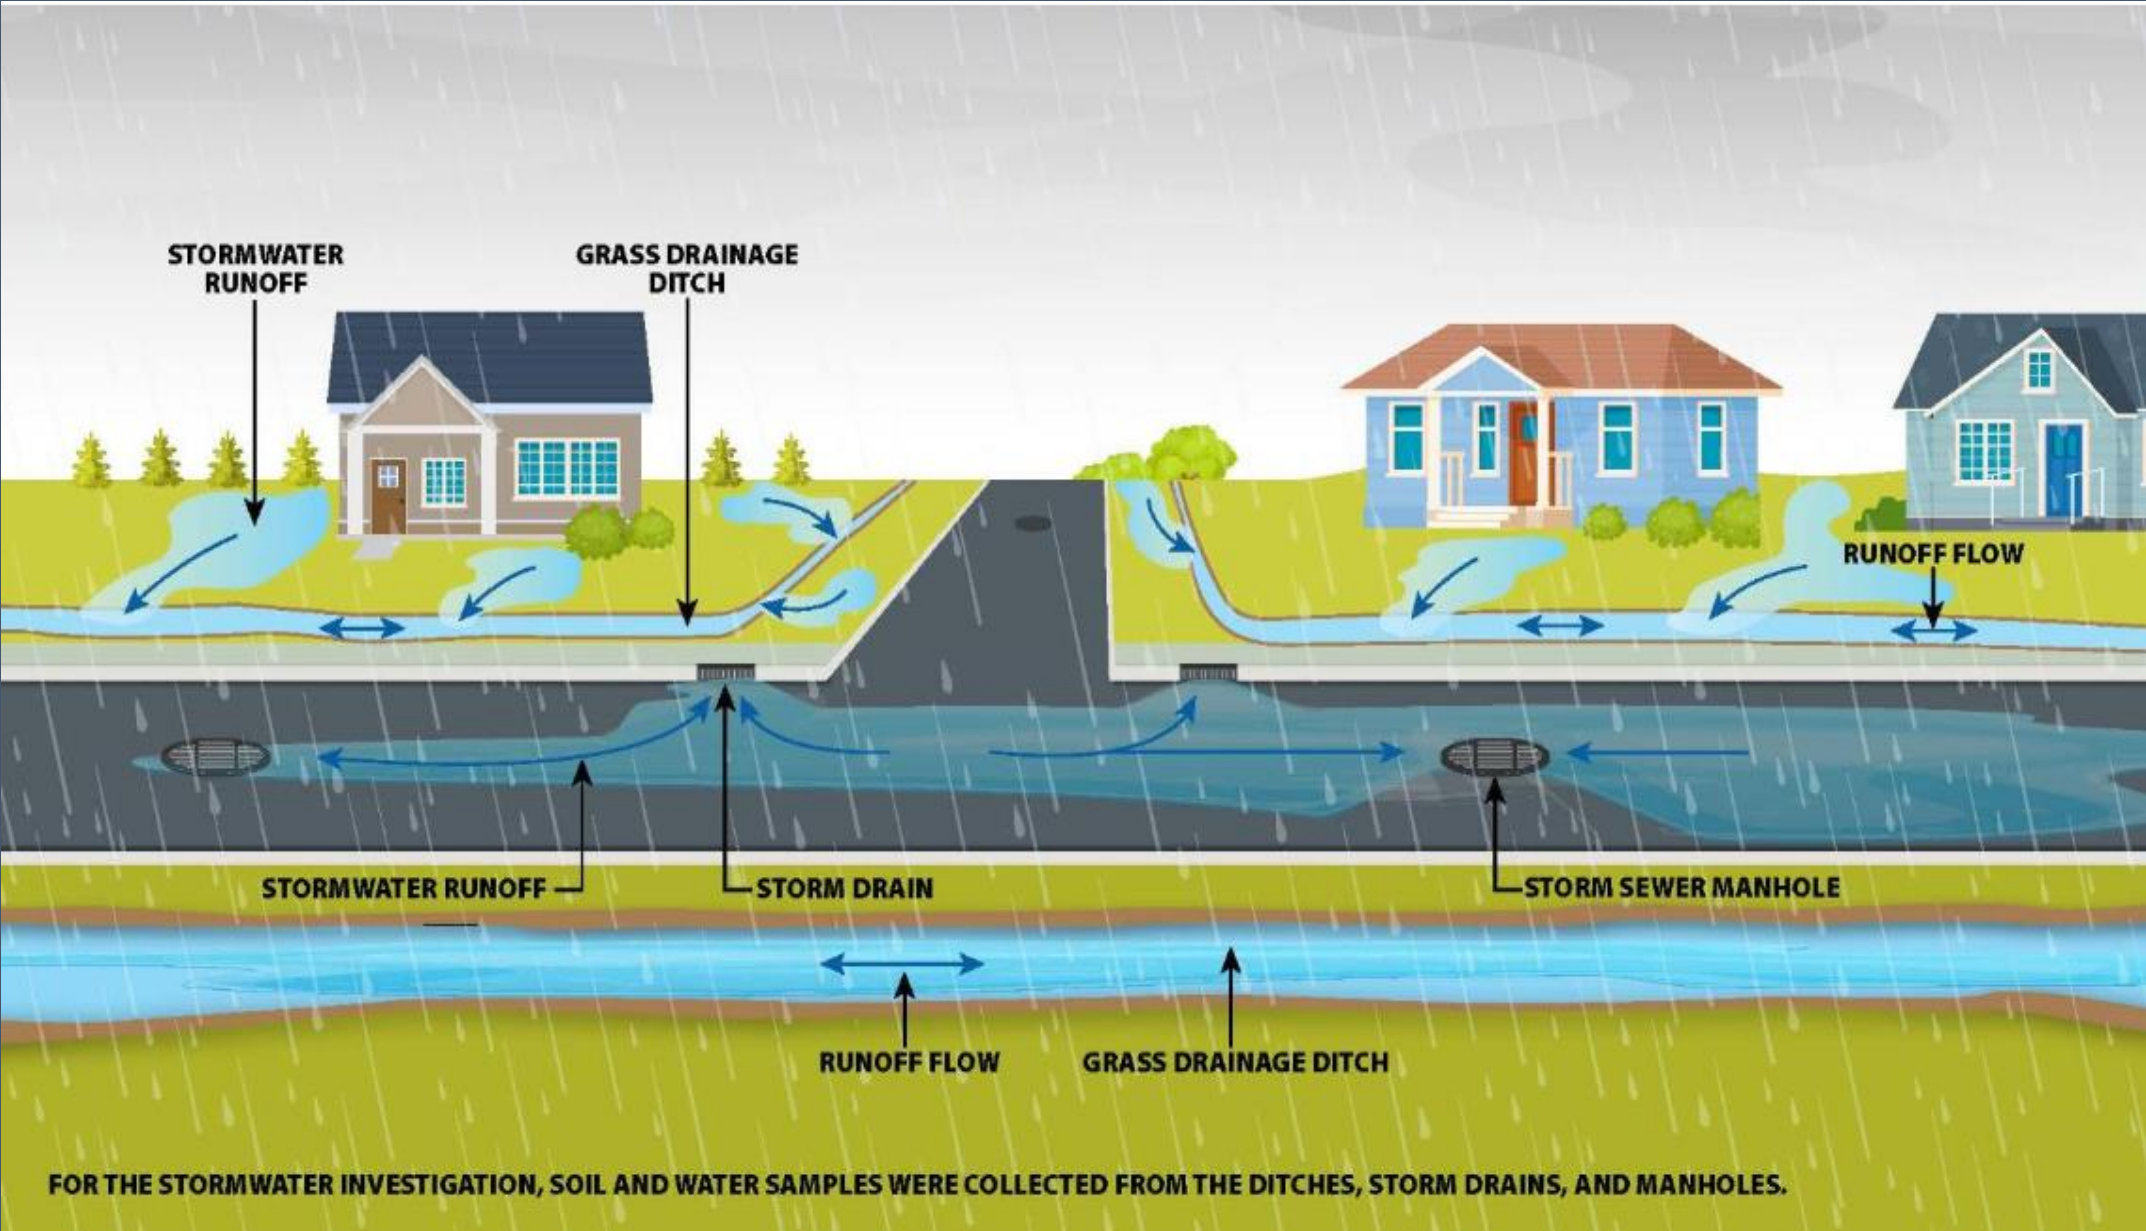 STORMWATER
RUNOFF
GRASS DRAINAGE
DITCH
RUNOFF FLOW
STORMWATER RUNOFF
STORM DRAIN
STORM SEWER MANHOLE
RUNOFF FLOW
GRASS DRAINAGE DITCH
FOR THE STORMWATER INVESTIGATION, SOIL AND WATER SAMPLES WERE COLLECTED FROM THE DITCHES, STORM DRAINS, AND MANHOLES.